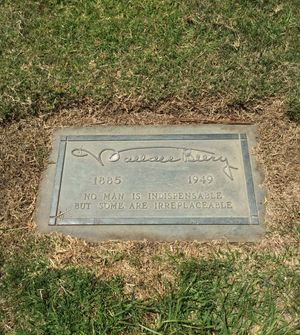 Wallace Beery
1885 1949
NO MAN IS INDISPENSABLE
BUT SOME ARE IRREPLACEABLE